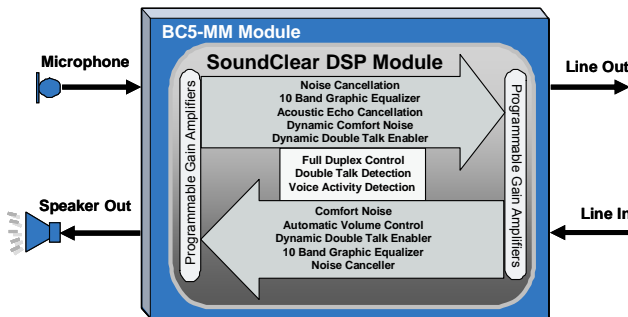 BC5-MM Module
SoundClear DSP Module
Microphone
Line Out
Programmable Gain Amplifiers
Noise Cancellation
10 Band Graphic Equalizer
Acoustic Echo Cancellation
Dynamic Comfort Noise
Dynamic Double Talk Enabler
Programmable Gain Amplifiers
Full Duplex Control
Double Talk Detection
Voice Activity Detection
Speaker Out
Line In
Comfort Noise
Automatic Volume Control
Dynamic Double Talk Enabler
10 Band Graphic Equalizer
Noise Canceller